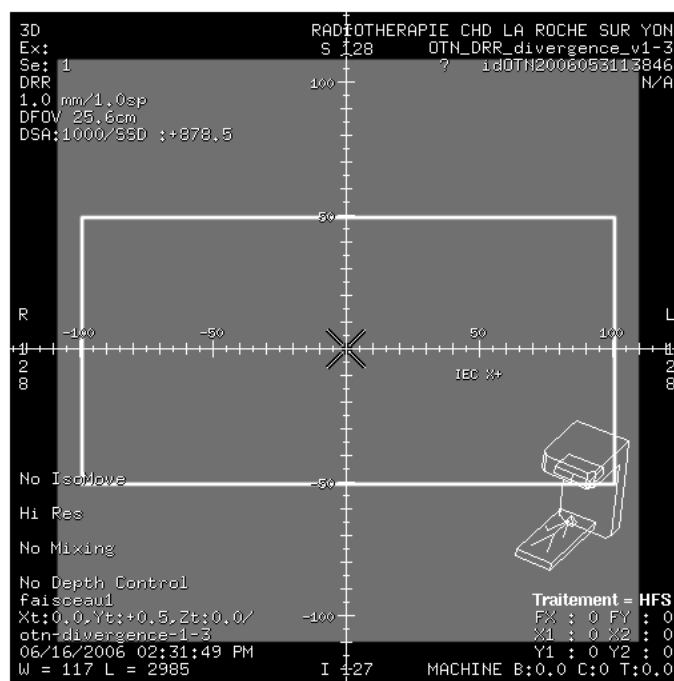 3D
RADIOTHERAPIE CHD LA ROCHE SUR YON
Ex:
S 128
OTN_DRR_divergence_v1-3
Se: 1
? idOTN20060531138​46
DRR
N/A
1.0 mm/1.0sp
DFOV 25.6cm
DSA:1000/SSD :+878.5
100
50
R
L
-100
-50
50
100
1
2
8
1
2
8
IEC X+
-50
No IsoMove
Hi Res
No Mixing
No Depth Control
faisceau1
Traitement = HFS
Xt:0.0,Yt:+0.5,Zt:0.0/
-100
FX : 0 FY : 0
otn-divergence-1-3
X1 : 0 X2 : 0
06/16/2006 02:31:49 PM
Y1 : 0 Y2 : 0
W = 117 L = 2985
I 127
MACHINE B:0.0 C:0 T:0.0